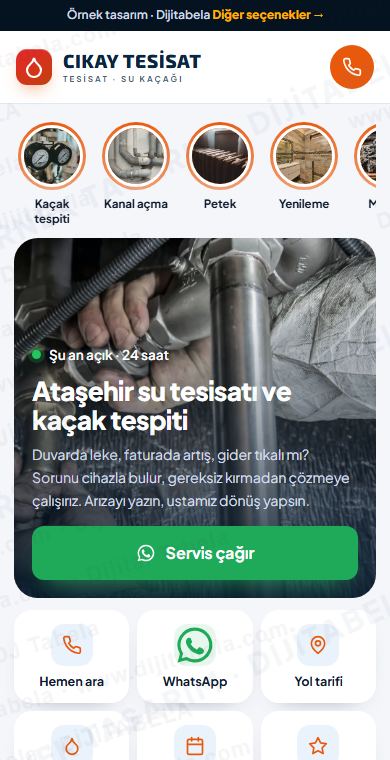 Örnek tasarım · Dijitabela Diğer seçenekler →
CIKAY TESİSAT
TESİSAT · SU KAÇAĞI
Kaçak
tespiti
Kanal açma
Petek
Yenileme
M
Şu an açık · 24 saat
Ataşehir su tesisatı ve
kaçak tespiti
Duvarda leke, faturada artış, gider tıkalı mı?
Sorunu cihazla bulur, gereksiz kırmadan çözmeye
çalışırız. Arızayı yazın, ustamız dönüş yapsın.
Servis çağır
Hemen ara
WhatsApp
Yol tarifi